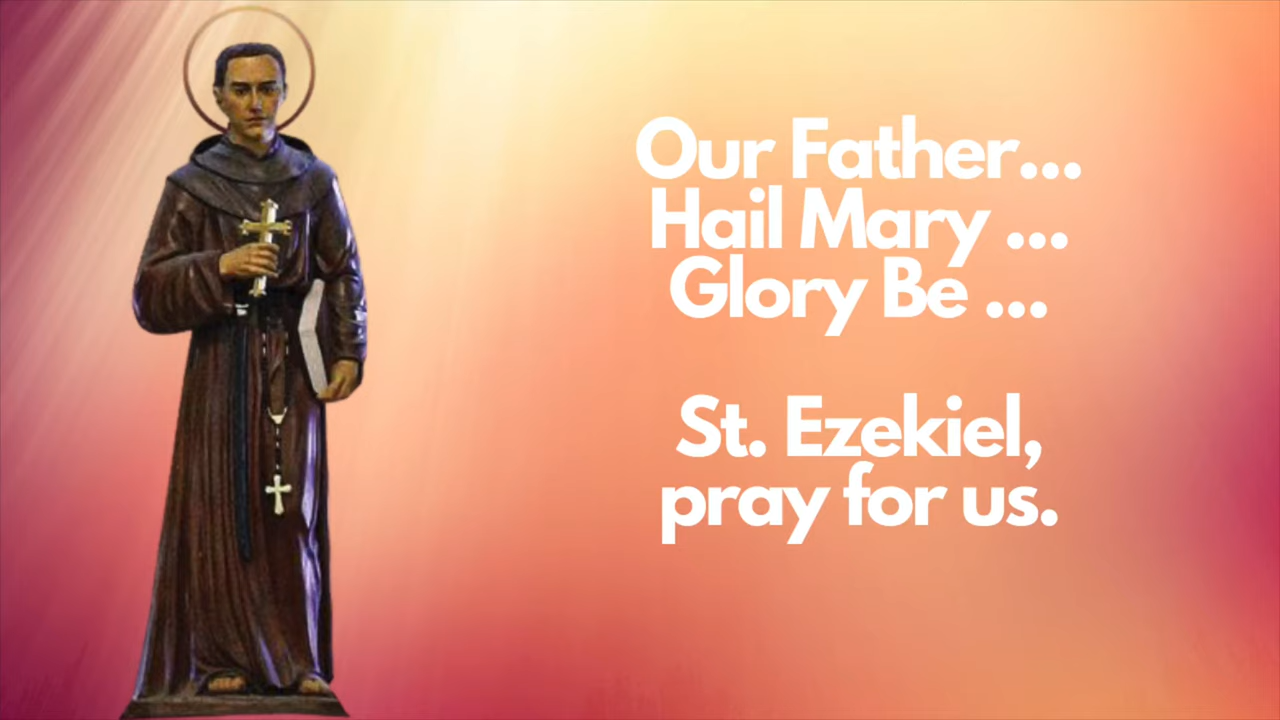 Our Father...
Hail Mary ...
Glory Be ...
St. Ezekiel,
pray for us.